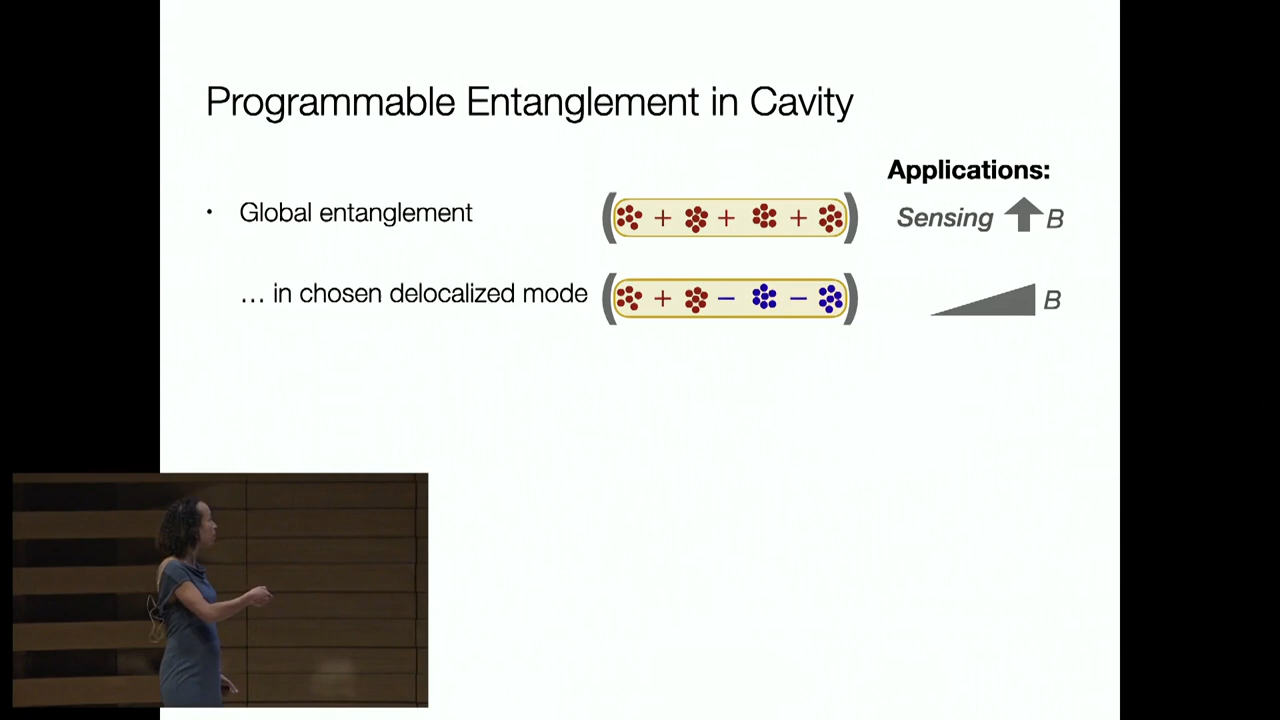 Programmable Entanglement in Cavity
Applications:
• Global entanglement
( + + + )
Sensing B
… in chosen delocalized mode
( + − − )
B